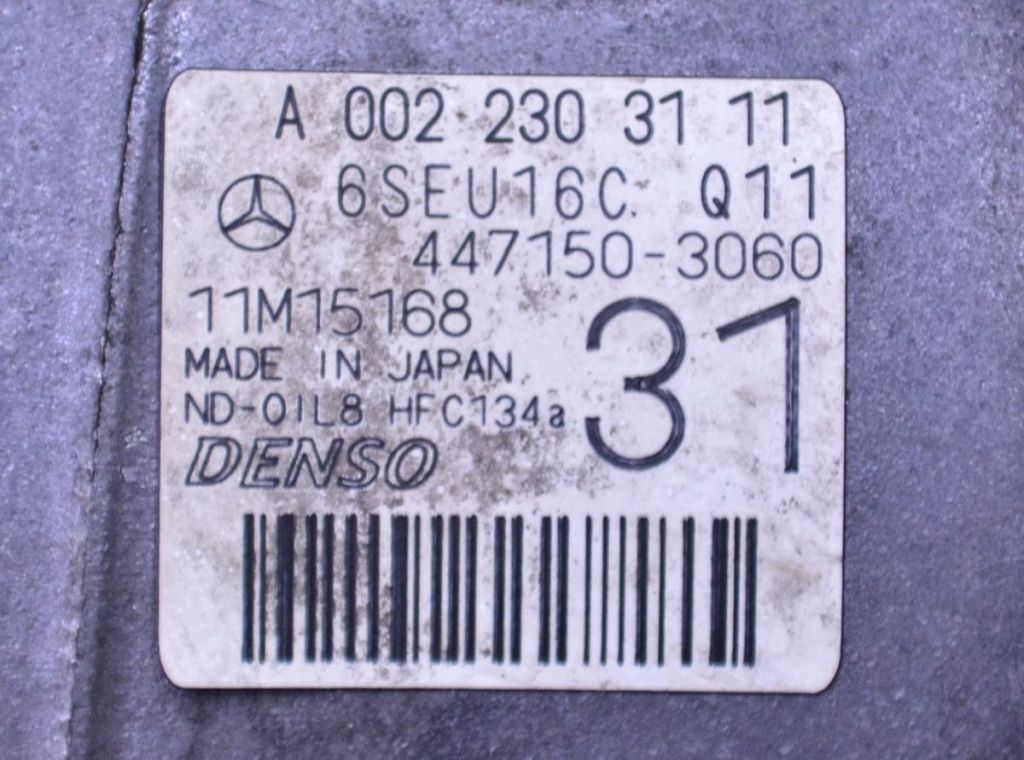 A 002 230 31 11
6SEU16C. Q11
447150-3060
11M15168
31
MADE IN JAPAN
ND-OIL8 HFC134a
DENSO